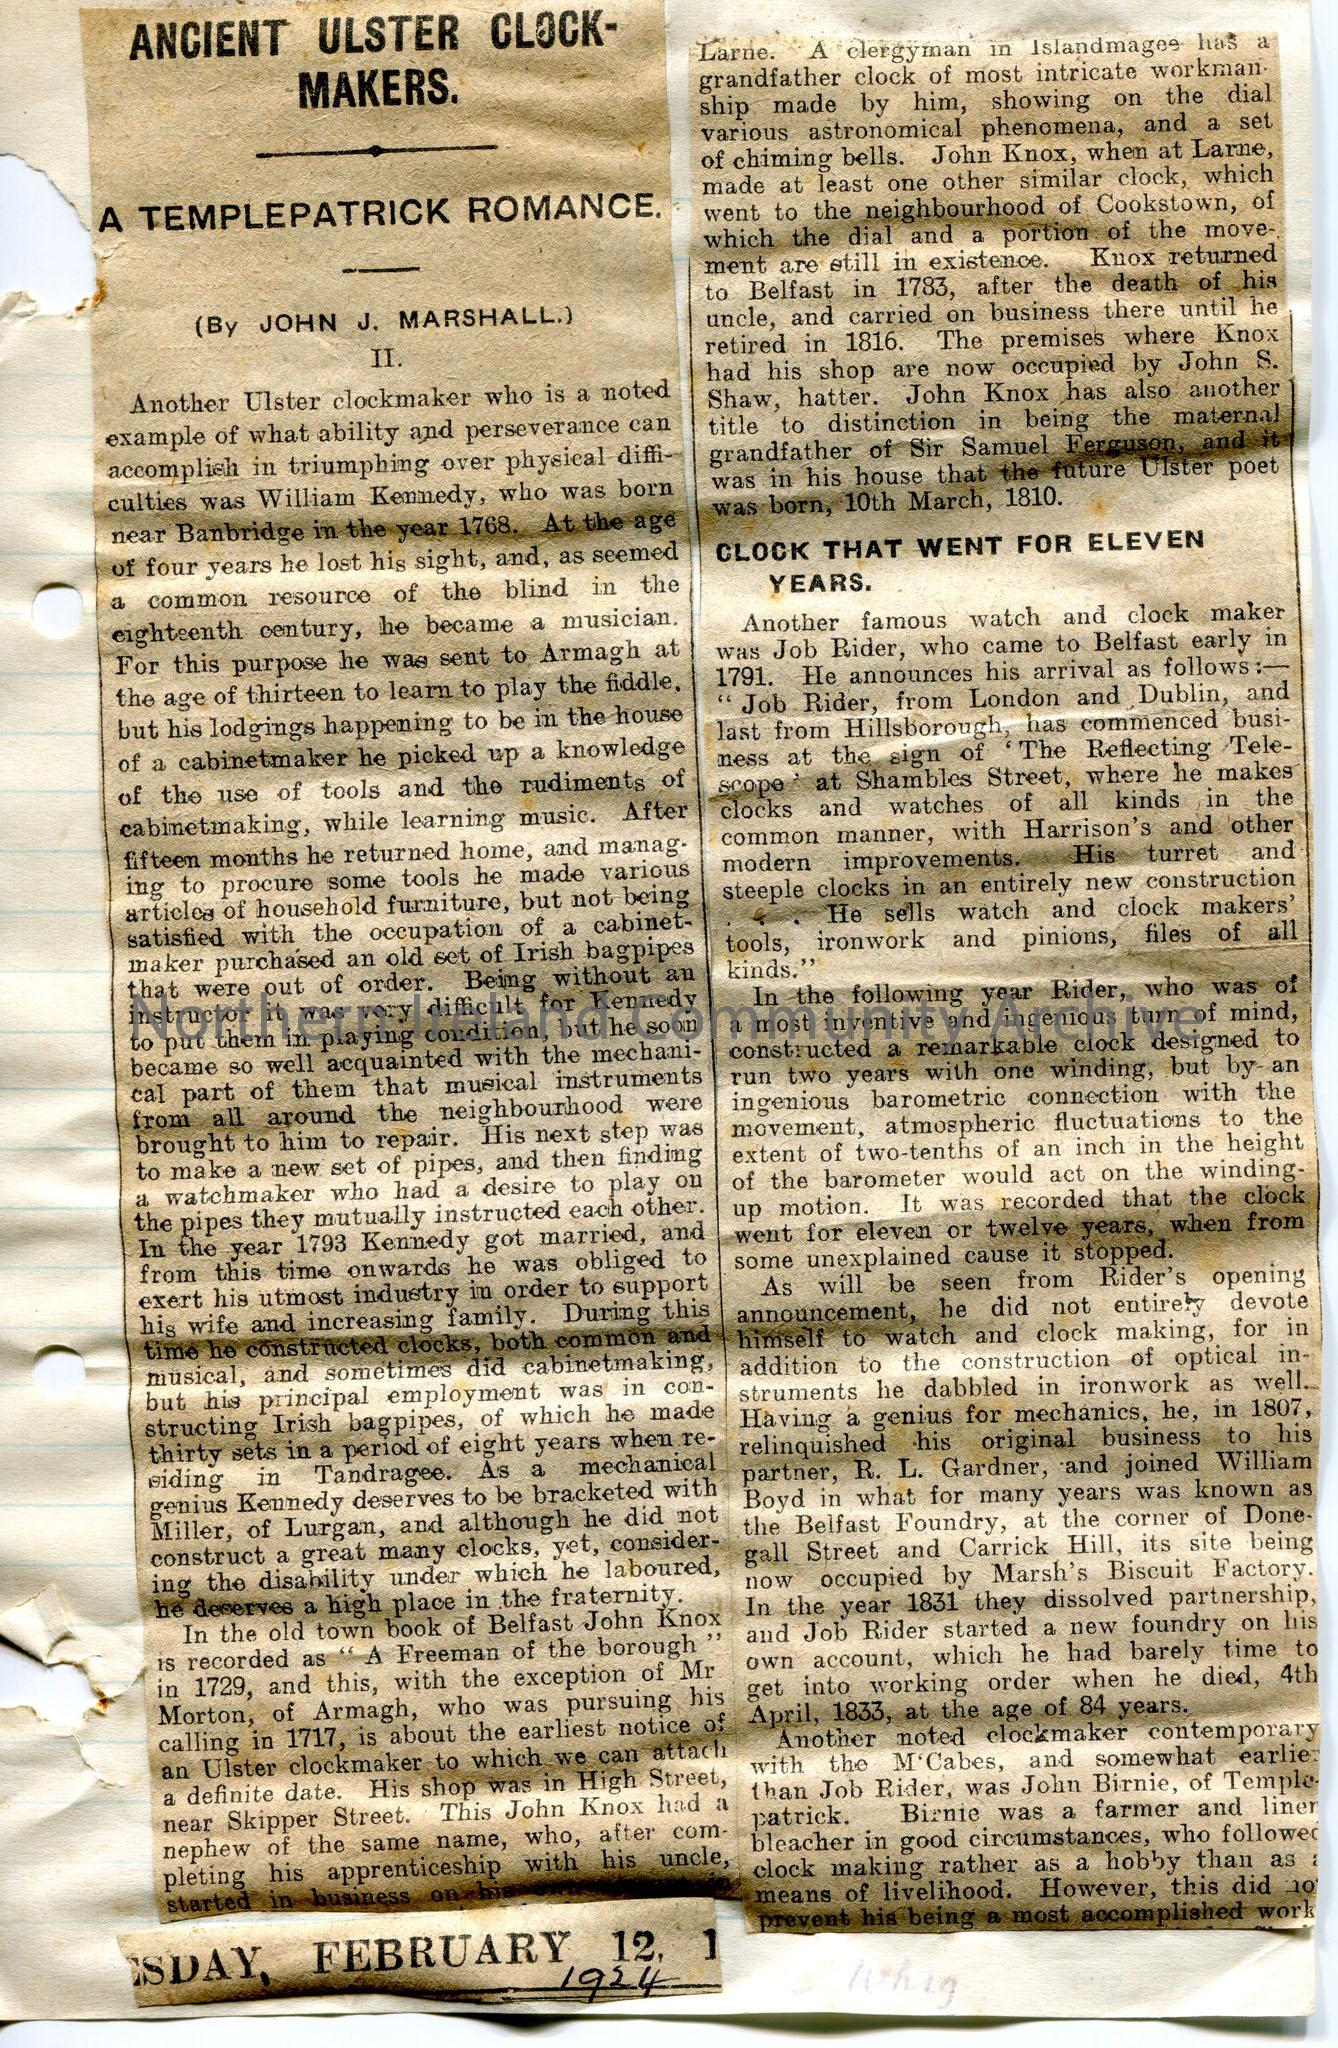 ANCIENT ULSTER CLOCK-
MAKERS.
A TEMPLEPATRICK ROMANCE.
(By JOHN J. MARSHALL.)
II.
Another Ulster clockmaker who is a noted
example of what ability and perseverance can
accomplish in triumphing over physical diffi-
culties was William Kennedy, who was born
near Banbridge in the year 1768. At the age
of four years he lost his sight, and, as seemed
a common resource of the blind in the
eighteenth century, he became a musician.
For this purpose he was sent to Armagh at
the age of thirteen to learn to play the fiddle,
but his lodgings happening to be in the house
of a cabinetmaker he picked up a knowledge
of the use of tools and the rudiments of
cabinetmaking, while learning music. After
fifteen months he returned home, and manag-
ing to procure some tools he made various
articles of household furniture, but not being
satisfied with the occupation of a cabinet-
maker purchased an old set of Irish bagpipes
that were out of order. Being without an
instructor it was very difficult for Kennedy
to put them in playing condition, but he soon
became so well acquainted with the mechani-
cal part of them that musical instruments
from all around the neighbourhood were
brought to him to repair. His next step was
to make a new set of pipes, and then finding
a watchmaker who had a desire to play on
the pipes they mutually instructed each other.
In the year 1793 Kennedy got married, and
from this time onwards he was obliged to
exert his utmost industry in order to support
his wife and increasing family. During this
time he constructed clocks, both common and
musical, and sometimes did cabinetmaking,
but his principal employment was in con-
structing Irish bagpipes, of which he made
thirty sets in a period of eight years when re-
siding in Tandragee. As a mechanical
genius Kennedy deserves to be bracketed with
Miller, of Lurgan, and although he did not
construct a great many clocks, yet, consider-
ing the disability under which he laboured,
he deserves a high place in the fraternity.
In the old town book of Belfast John Knox
is recorded as "A Freeman of the borough"
in 1729, and this, with the exception of Mr
Morton, of Armagh, who was pursuing his
calling in 1717, is about the earliest notice of
an Ulster clockmaker to which we can attach
a definite date. His shop was in High Street,
near Skipper Street. This John Knox had a
nephew of the same name, who, after com-
pleting his apprenticeship with his uncle,
started in business on his own in
Larne. A clergyman in Islandmagee has a
grandfather clock of most intricate workman-
ship made by him, showing on the dial
various astronomical phenomena, and a set
of chiming bells. John Knox, when at Larne,
made at least one other similar clock, which
went to the neighbourhood of Cookstown, of
which the dial and a portion of the move-
ment are still in existence. Knox returned
to Belfast in 1783, after the death of his
uncle, and carried on business there until he
retired in 1816. The premises where Knox
had his shop are now occupied by John S.
Shaw, hatter. John Knox has also another
title to distinction in being the maternal
grandfather of Sir Samuel Ferguson, and it
was in his house that the future Ulster poet
was born, 10th March, 1810.
CLOCK THAT WENT FOR ELEVEN
YEARS.
Another famous watch and clock maker
was Job Rider, who came to Belfast early in
1791. He announces his arrival as follows:—
"Job Rider, from London and Dublin, and
last from Hillsborough, has commenced busi-
ness at the sign of 'The Reflecting Tele-
scope' at Shambles Street, where he makes
clocks and watches of all kinds in the
common manner, with Harrison's and other
modern improvements. His turret and
steeple clocks in an entirely new construction
. . . He sells watch and clock makers'
tools, ironwork and pinions, files of all
kinds."
In the following year Rider, who was of
a most inventive and ingenious turn of mind,
constructed a remarkable clock designed to
run two years with one winding, but by an
ingenious barometric connection with the
movement, atmospheric fluctuations to the
extent of two-tenths of an inch in the height
of the barometer would act on the winding-
up motion. It was recorded that the clock
went for eleven or twelve years, when from
some unexplained cause it stopped.
As will be seen from Rider's opening
announcement, he did not entirely devote
himself to watch and clock making, for in
addition to the construction of optical in-
struments he dabbled in ironwork as well.
Having a genius for mechanics, he, in 1807,
relinquished his original business to his
partner, R. L. Gardner, and joined William
Boyd in what for many years was known as
the Belfast Foundry, at the corner of Done-
gall Street and Carrick Hill, its site being
now occupied by Marsh's Biscuit Factory.
In the year 1831 they dissolved partnership,
and Job Rider started a new foundry on his
own account, which he had barely time to
get into working order when he died, 4th
April, 1833, at the age of 84 years.
Another noted clockmaker contemporary
with the M'Cabes, and somewhat earlier
than Job Rider, was John Birnie, of Temple-
patrick. Birnie was a farmer and linen
bleacher in good circumstances, who followed
clock making rather as a hobby than as a
means of livelihood. However, this did no
prevent his being a most accomplished work
ESDAY, FEBRUARY 12, 1
1924
Whig
Northern Ireland Community Archive